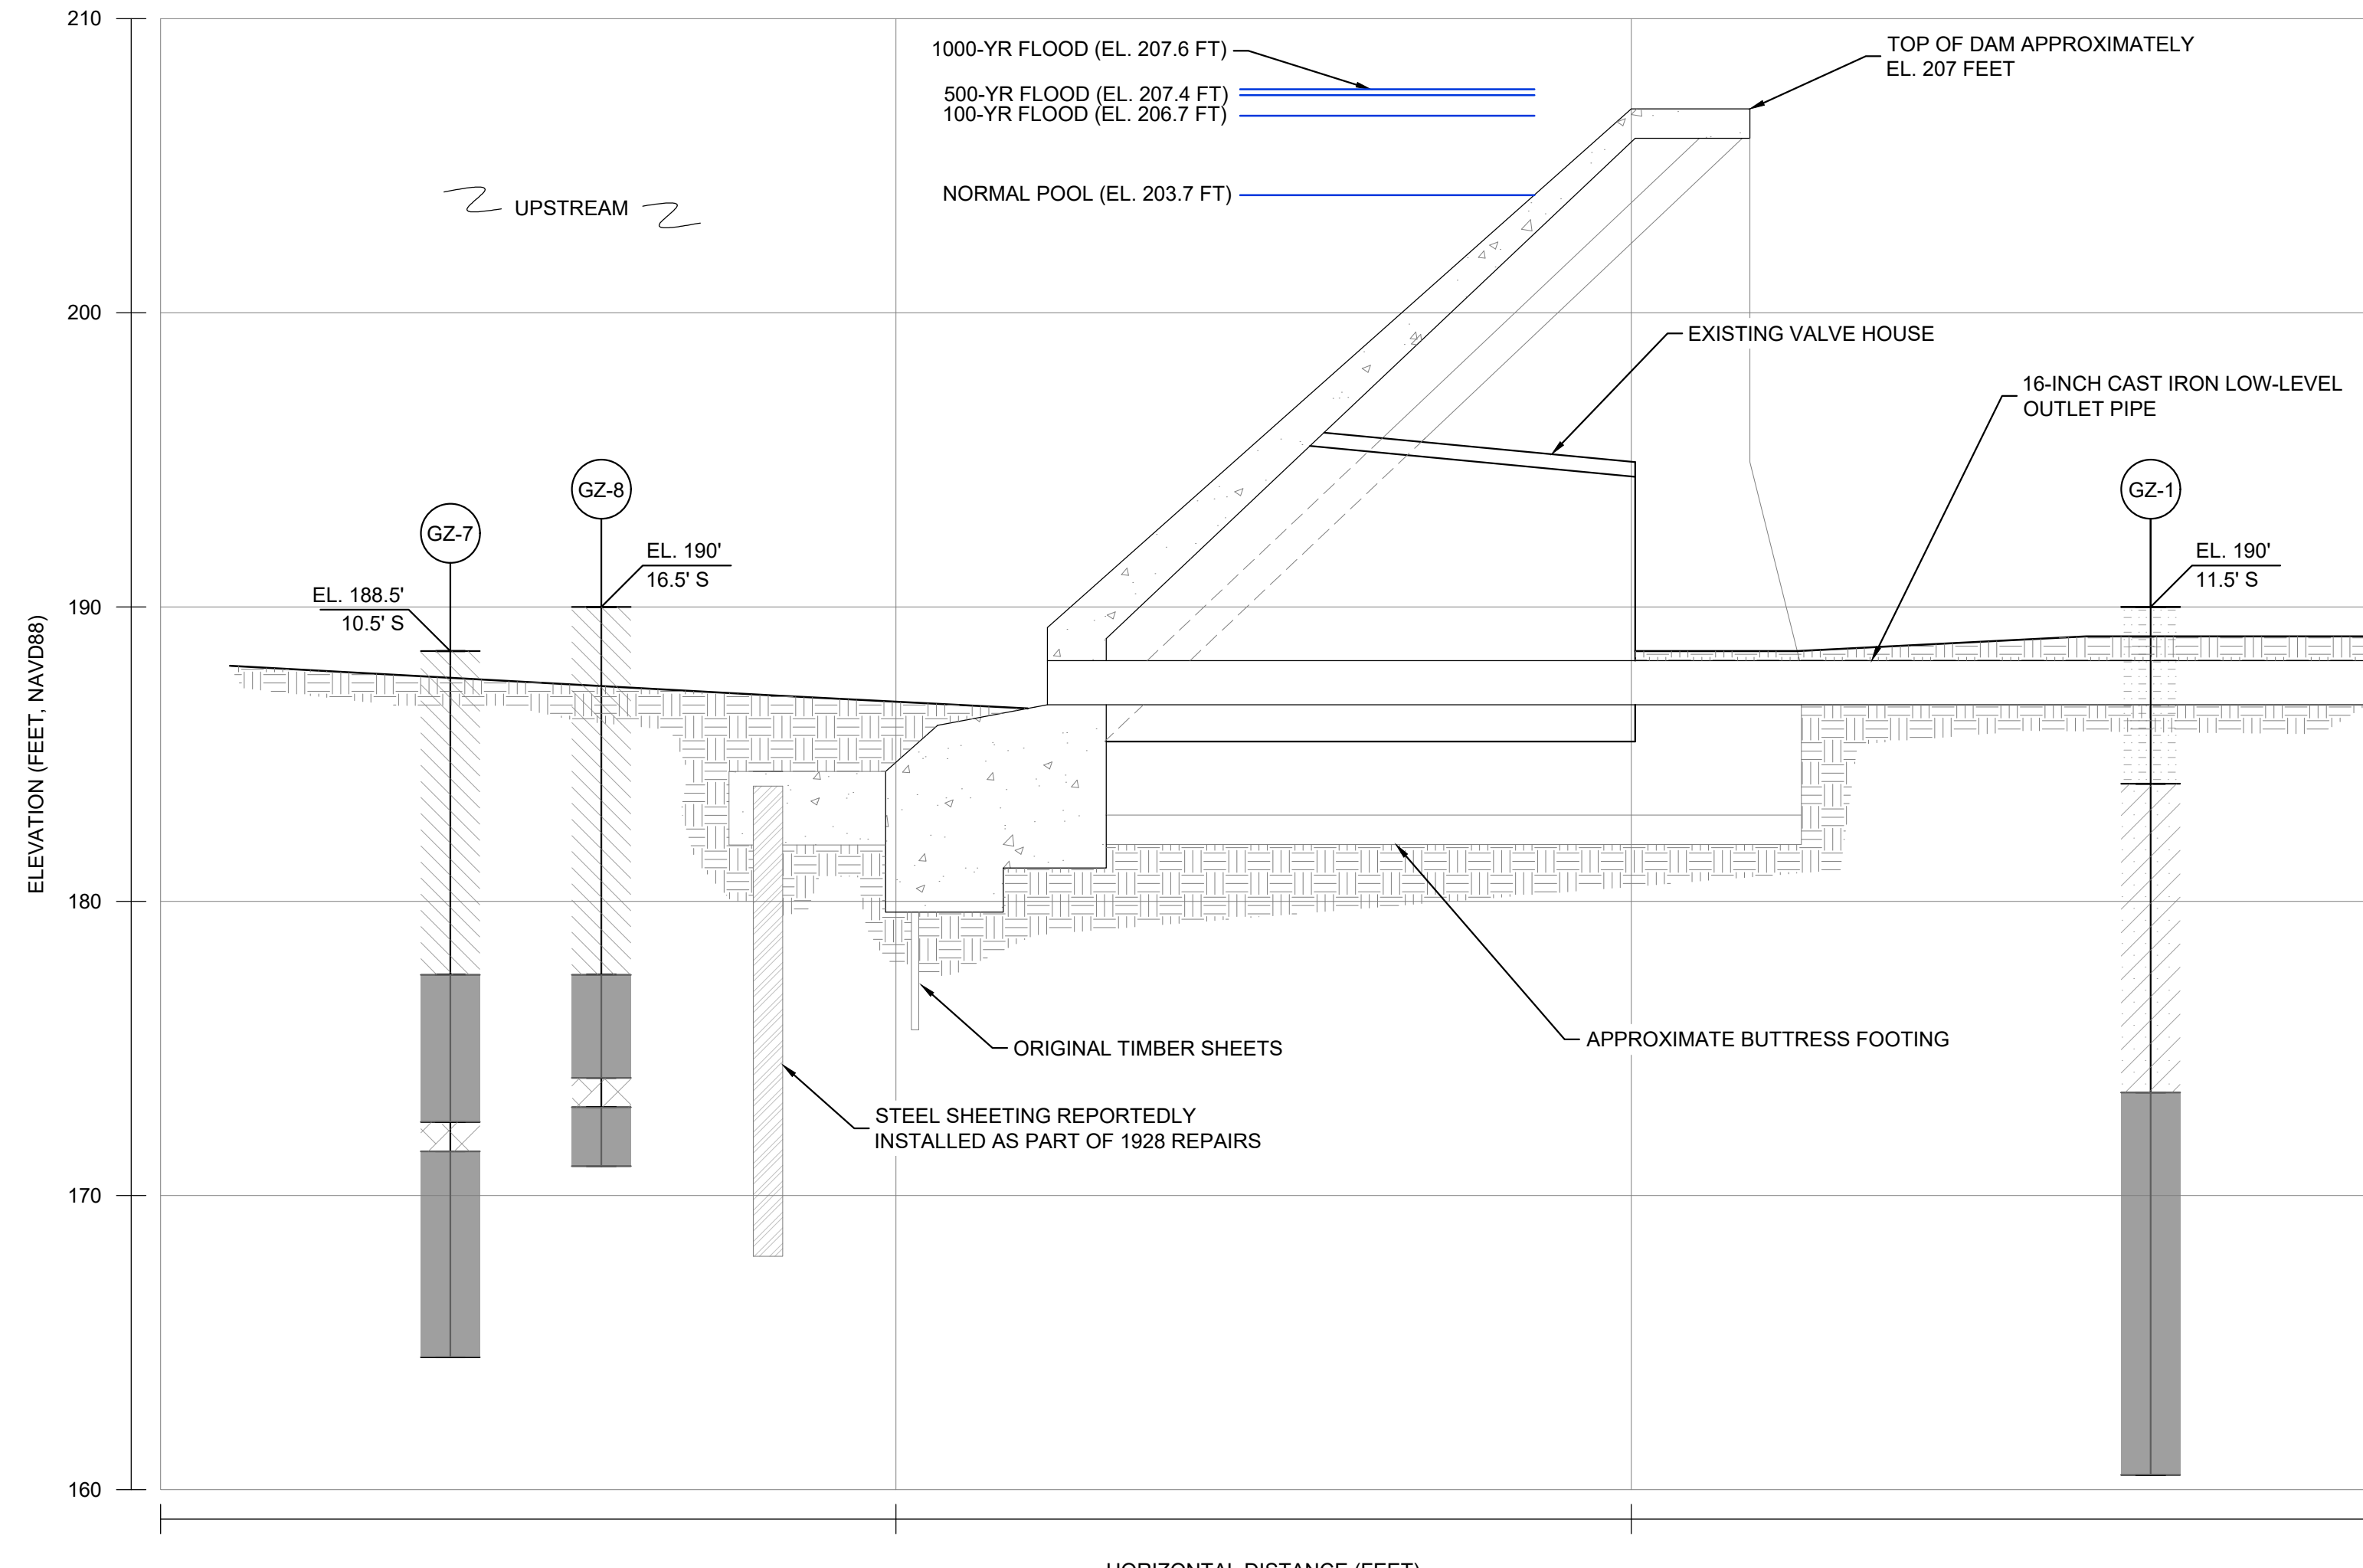 210
1000-YR FLOOD (EL. 207.6 FT)
TOP OF DAM APPROXIMATELY
EL. 207 FEET
500-YR FLOOD (EL. 207.4 FT)
100-YR FLOOD (EL. 206.7 FT)
NORMAL POOL (EL. 203.7 FT)
UPSTREAM
200
EXISTING VALVE HOUSE
16-INCH CAST IRON LOW-LEVEL
OUTLET PIPE
GZ-8
GZ-1
GZ-7
EL. 190'
16.5' S
EL. 190'
11.5' S
EL. 188.5'
10.5' S
190
ELEVATION (FEET, NAVD88)
180
ORIGINAL TIMBER SHEETS
APPROXIMATE BUTTRESS FOOTING
STEEL SHEETING REPORTEDLY
INSTALLED AS PART OF 1928 REPAIRS
170
160
HORIZONTAL DISTANCE (FEET)